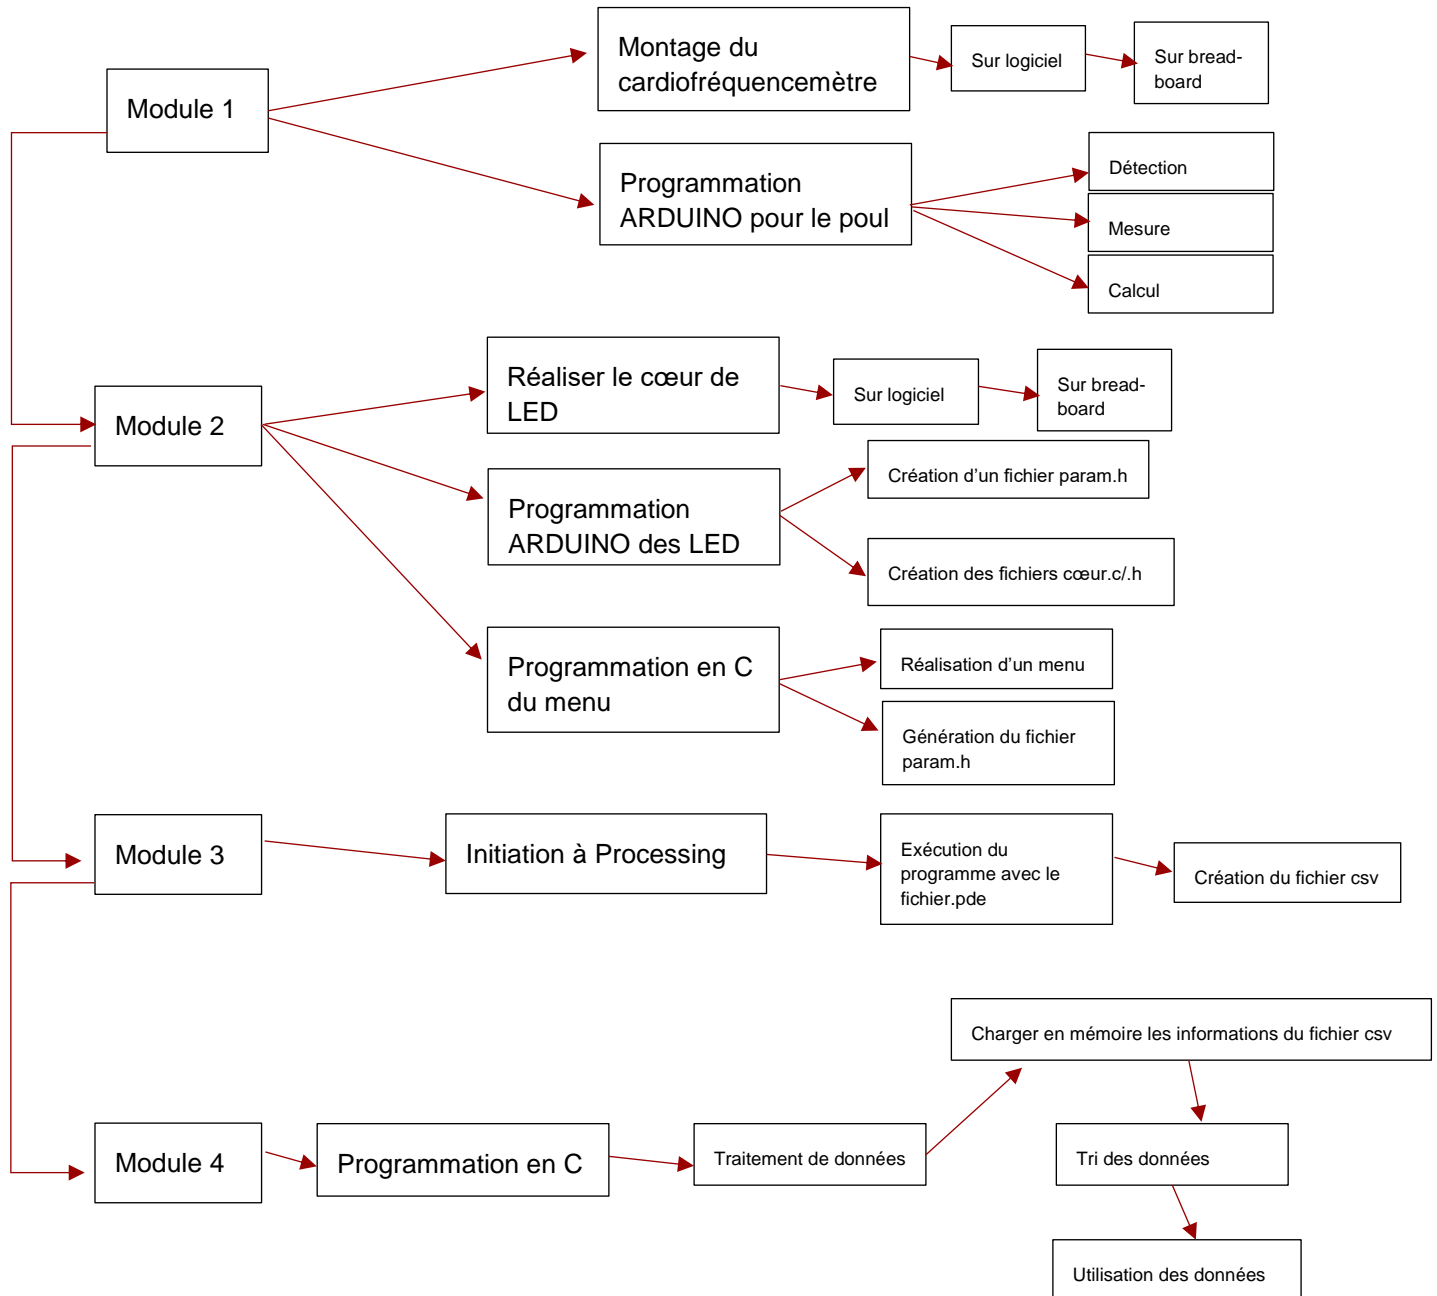 Module 1
Montage du
cardiofréquencemètre
Sur logiciel
Sur bread-
board
Programmation
ARDUINO pour le poul
Détection
Mesure
Calcul
Module 2
Réaliser le cœur de
LED
Sur logiciel
Sur bread-
board
Programmation
ARDUINO des LED
Création d’un fichier param.h
Création des fichiers cœur.c/.h
Programmation en C
du menu
Réalisation d’un menu
Génération du fichier
param.h
Module 3
Initiation à Processing
Exécution du
programme avec le
fichier.pde
Création du fichier csv
Module 4
Programmation en C
Traitement de données
Charger en mémoire les informations du fichier csv
Tri des données
Utilisation des données